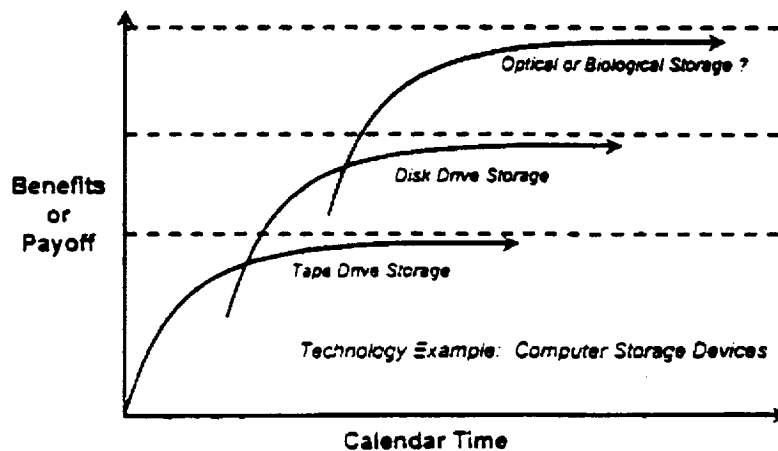 Optical or Biological Storage ?
Disk Drive Storage
Benefits
or
Payoff
Tape Drive Storage
Technology Example: Computer Storage Devices
Calendar Time